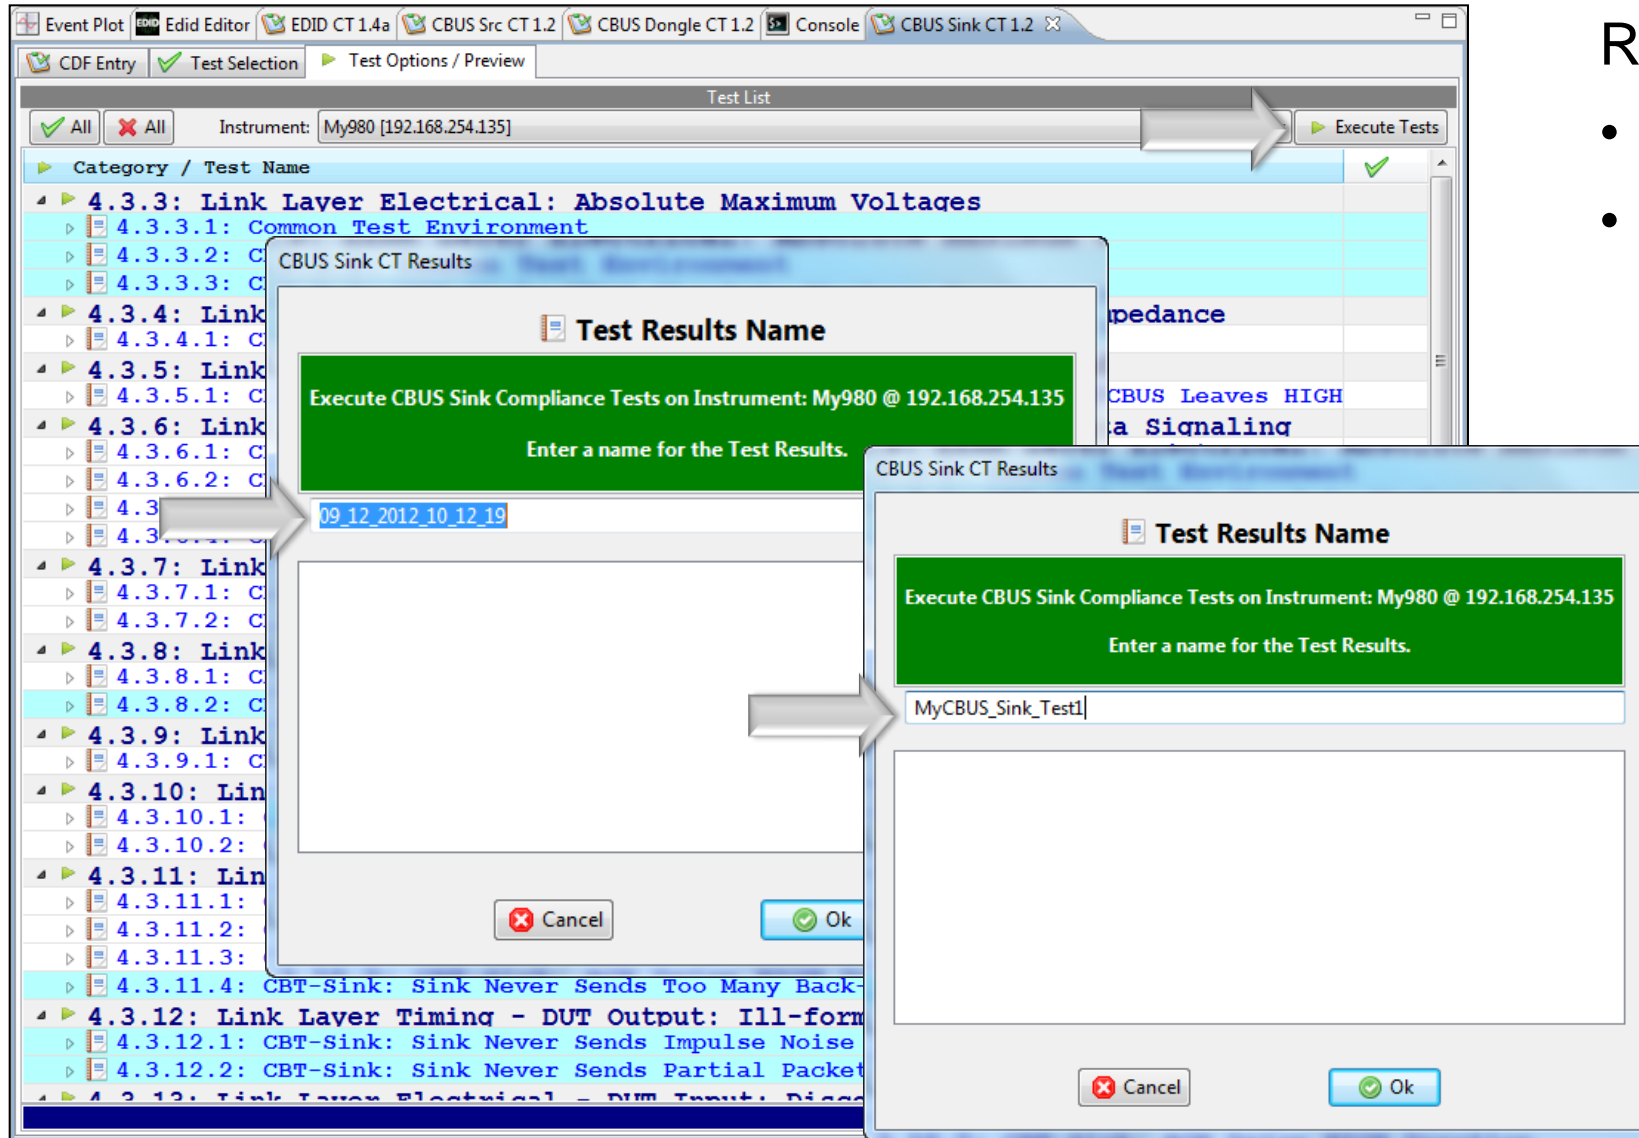 Event Plot Edid Editor EDID CT 1.4a CBUS Src CT 1.2 CBUS Dongle CT 1.2 Console CBUS Sink CT 1.2
R
CDF Entry Test Selection Test Options / Preview
Test List
All All Instrument: My980 [192.168.254.135] Execute Tests
•
Category / Test Name
4.3.3: Link Layer Electrical: Absolute Maximum Voltages
•
4.3.3.1: Common Test Environment
4.3.3.2: C
4.3.3.3: C
4.3.4: Link pedance
4.3.4.1: C
4.3.5: Link
4.3.5.1: C CBUS Leaves HIGH
4.3.6: Link a Signaling
4.3.6.1: C
4.3.6.2: C
4.3
4.3.7: Link
4.3.7.1: C
4.3.7.2: C
4.3.8: Link
4.3.8.1: C
4.3.8.2: C
4.3.9: Link
4.3.9.1: C
4.3.10: Lin
4.3.10.1:
4.3.10.2:
4.3.11: Lin
4.3.11.1:
4.3.11.2:
4.3.11.3:
4.3.11.4: CBT-Sink: Sink Never Sends Too Many Back-
4.3.12: Link Layer Timing - DUT Output: Ill-form
4.3.12.1: CBT-Sink: Sink Never Sends Impulse Noise
4.3.12.2: CBT-Sink: Sink Never Sends Partial Packet
4.3.13: Link Layer Electrical - DUT Input: Disco
CBUS Sink CT Results
Test Results Name
Execute CBUS Sink Compliance Tests on Instrument: My980 @ 192.168.254.135
Enter a name for the Test Results.
09_12_2012_10_12_19
Cancel Ok
CBUS Sink CT Results
Test Results Name
Execute CBUS Sink Compliance Tests on Instrument: My980 @ 192.168.254.135
Enter a name for the Test Results.
MyCBUS_Sink_Test1
Cancel Ok